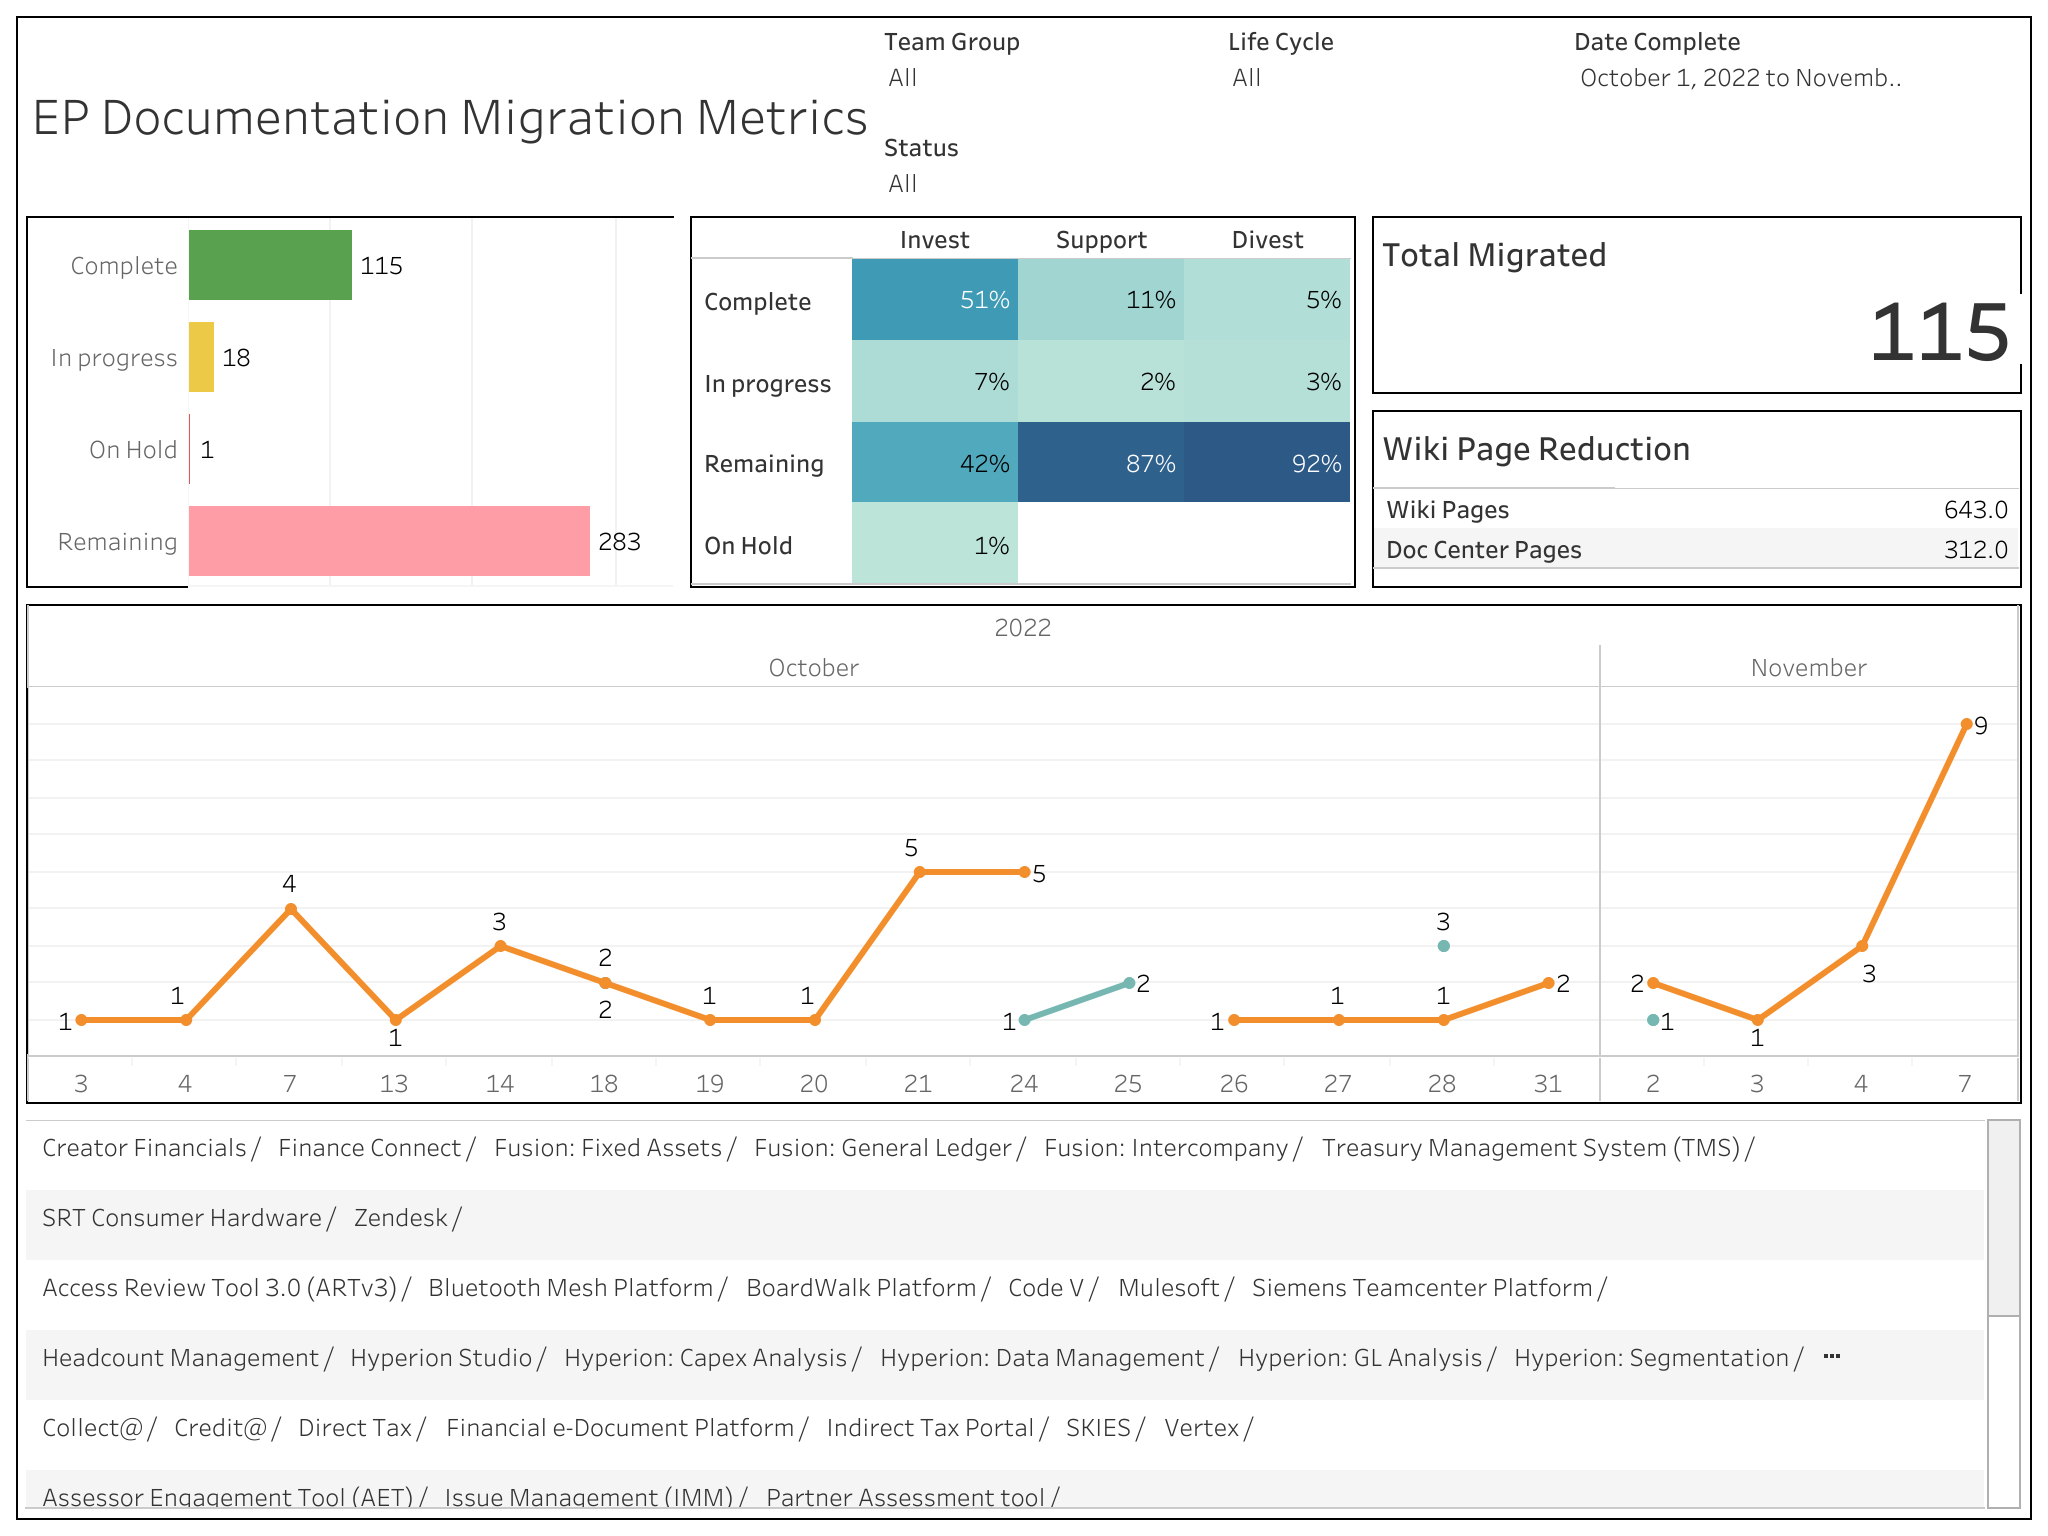 Team Group
All
Life Cycle
All
Date Complete
October 1, 2022 to Novemb..
EP Documentation Migration Metrics
Status
All
Complete 115
In progress 18
On Hold 1
Remaining 283
Invest Support Divest
Complete 51% 11% 5%
In progress 7% 2% 3%
Remaining 42% 87% 92%
On Hold 1%
Total Migrated
115
Wiki Page Reduction
Wiki Pages 643.0
Doc Center Pages 312.0
2022
October November
9
5
4 5
3 3
2 3
1 1 2 1 1 2 1 1 2 2
1 1 1 1 1 1
3 4 7 13 14 18 19 20 21 24 25 26 27 28 31 2 3 4 7
Creator Financials / Finance Connect / Fusion: Fixed Assets / Fusion: General Ledger / Fusion: Intercompany / Treasury Management System (TMS) /
SRT Consumer Hardware / Zendesk /
Access Review Tool 3.0 (ARTv3) / Bluetooth Mesh Platform / BoardWalk Platform / Code V / Mulesoft / Siemens Teamcenter Platform /
Headcount Management / Hyperion Studio / Hyperion: Capex Analysis / Hyperion: Data Management / Hyperion: GL Analysis / Hyperion: Segmentation / ...
Collect@ / Credit@ / Direct Tax / Financial e-Document Platform / Indirect Tax Portal / SKIES / Vertex /
Assessor Engagement Tool (AET) / Issue Management (IMM) / Partner Assessment tool /